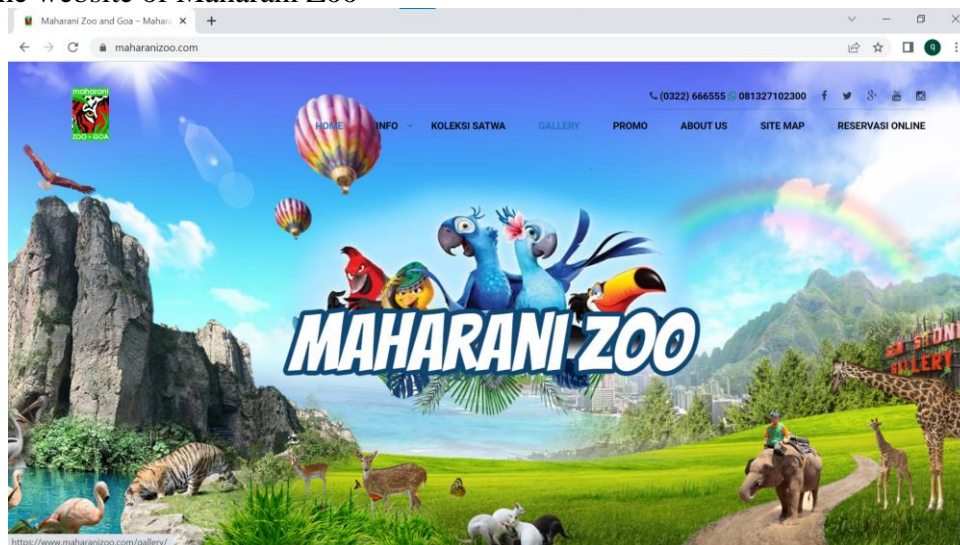 the website of Maharani Zoo
Maharani Zoo and Goa – Mahar
maharanizoo.com
q
maharani
ZOO + GOA
(0322) 666555 081327102300
HOME INFO KOLEKSI SATWA GALLERY PROMO ABOUT US SITE MAP RESERVASI ONLINE
MAHARANI ZOO
GEM STONE
GALLERY
https://www.maharanizoo.com/gallery/